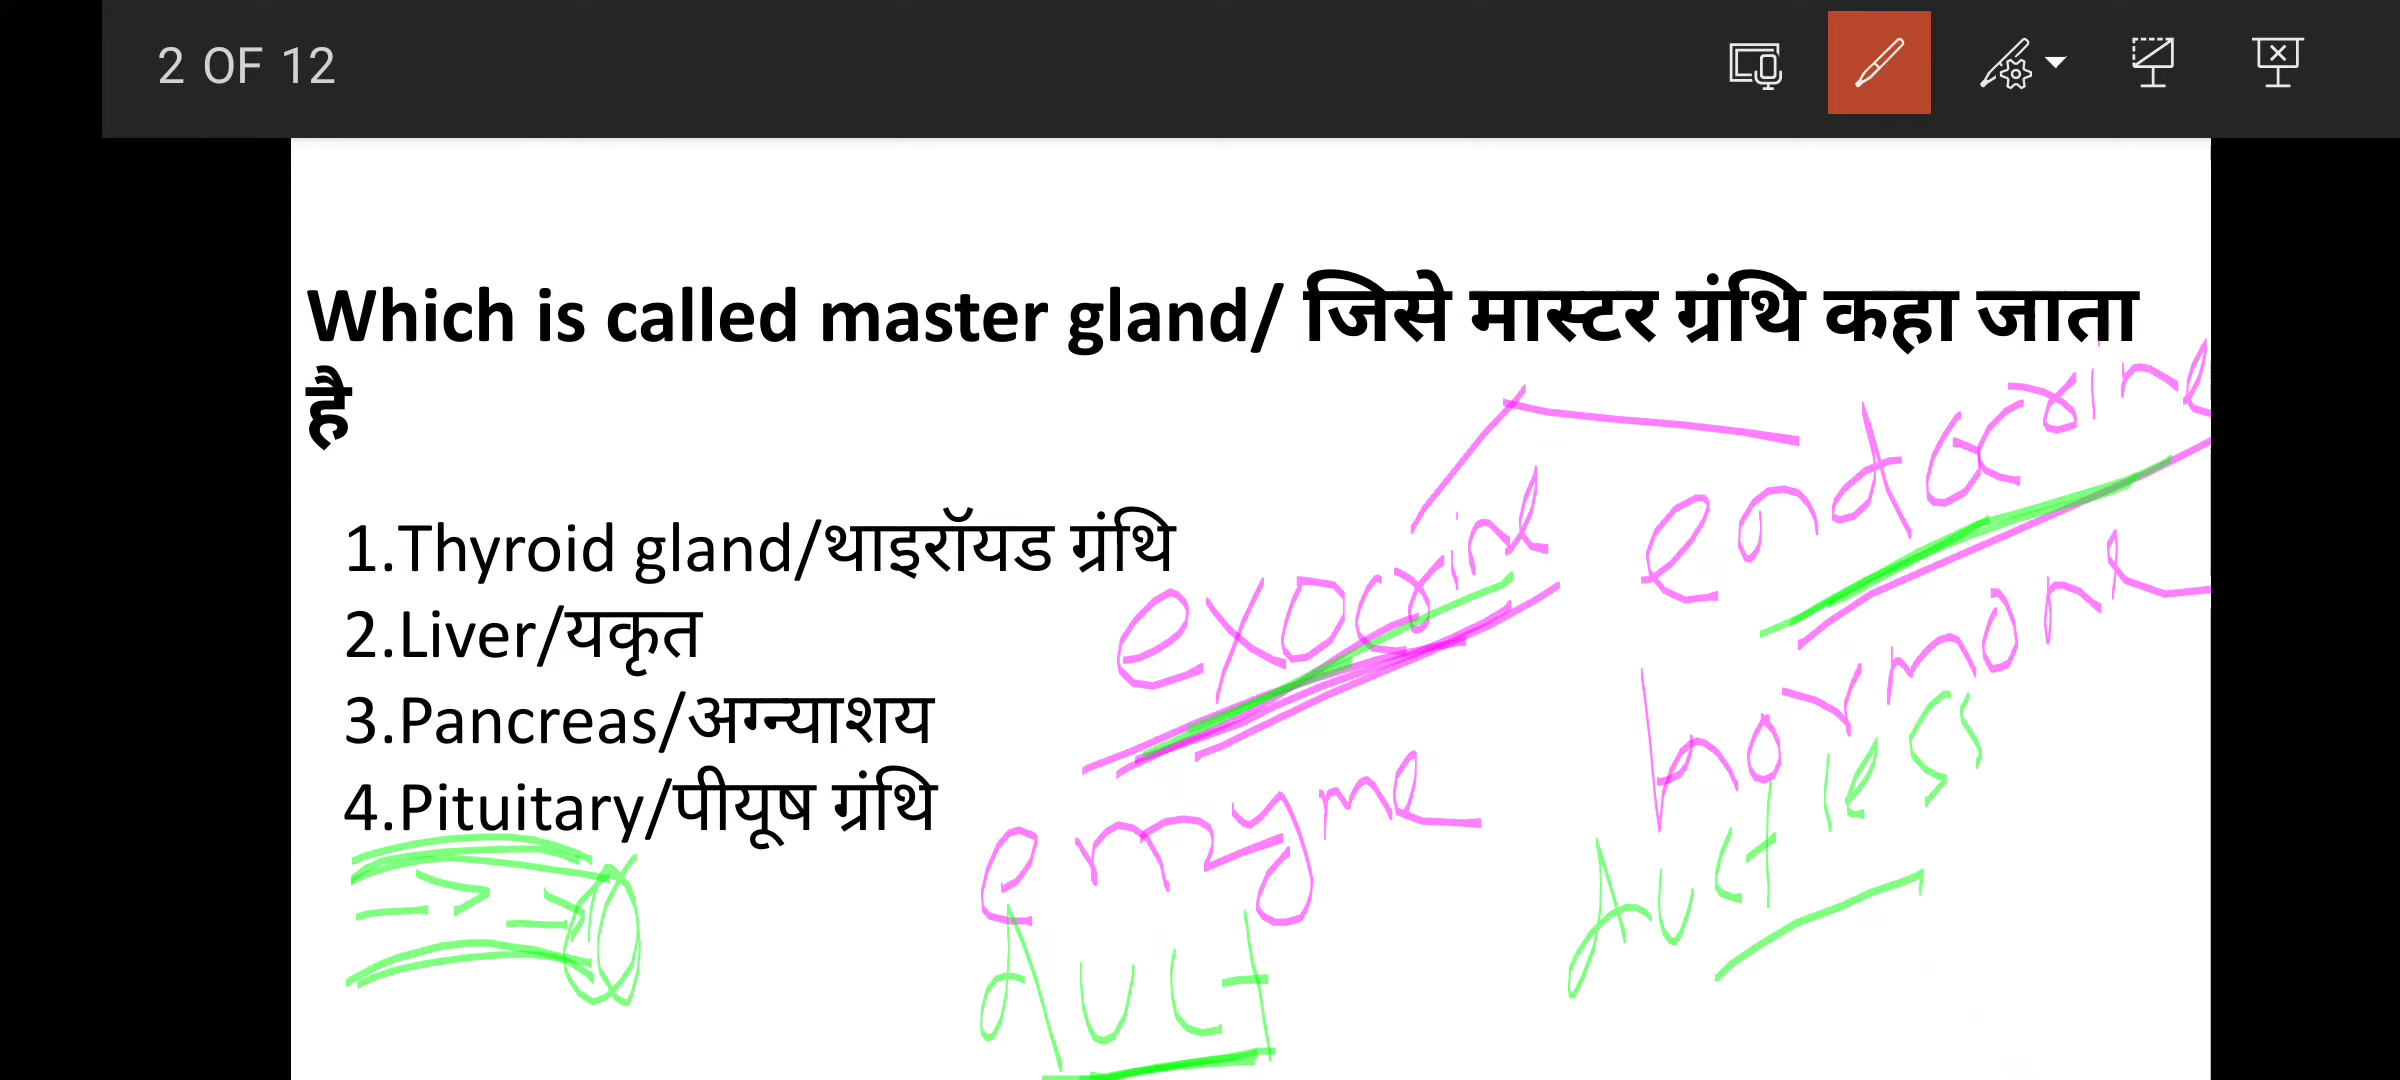 2 OF 12
Which is called master gland/ जिसे मास्टर ग्रंथि कहा जाता
है
1.Thyroid gland/थाइरॉयड ग्रंथि
2.Liver/यकृत
3.Pancreas/अग्न्याशय
4.Pituitary/पीयूष ग्रंथि
exocrine
endocrine
enzyme
hormone
duct
ductless